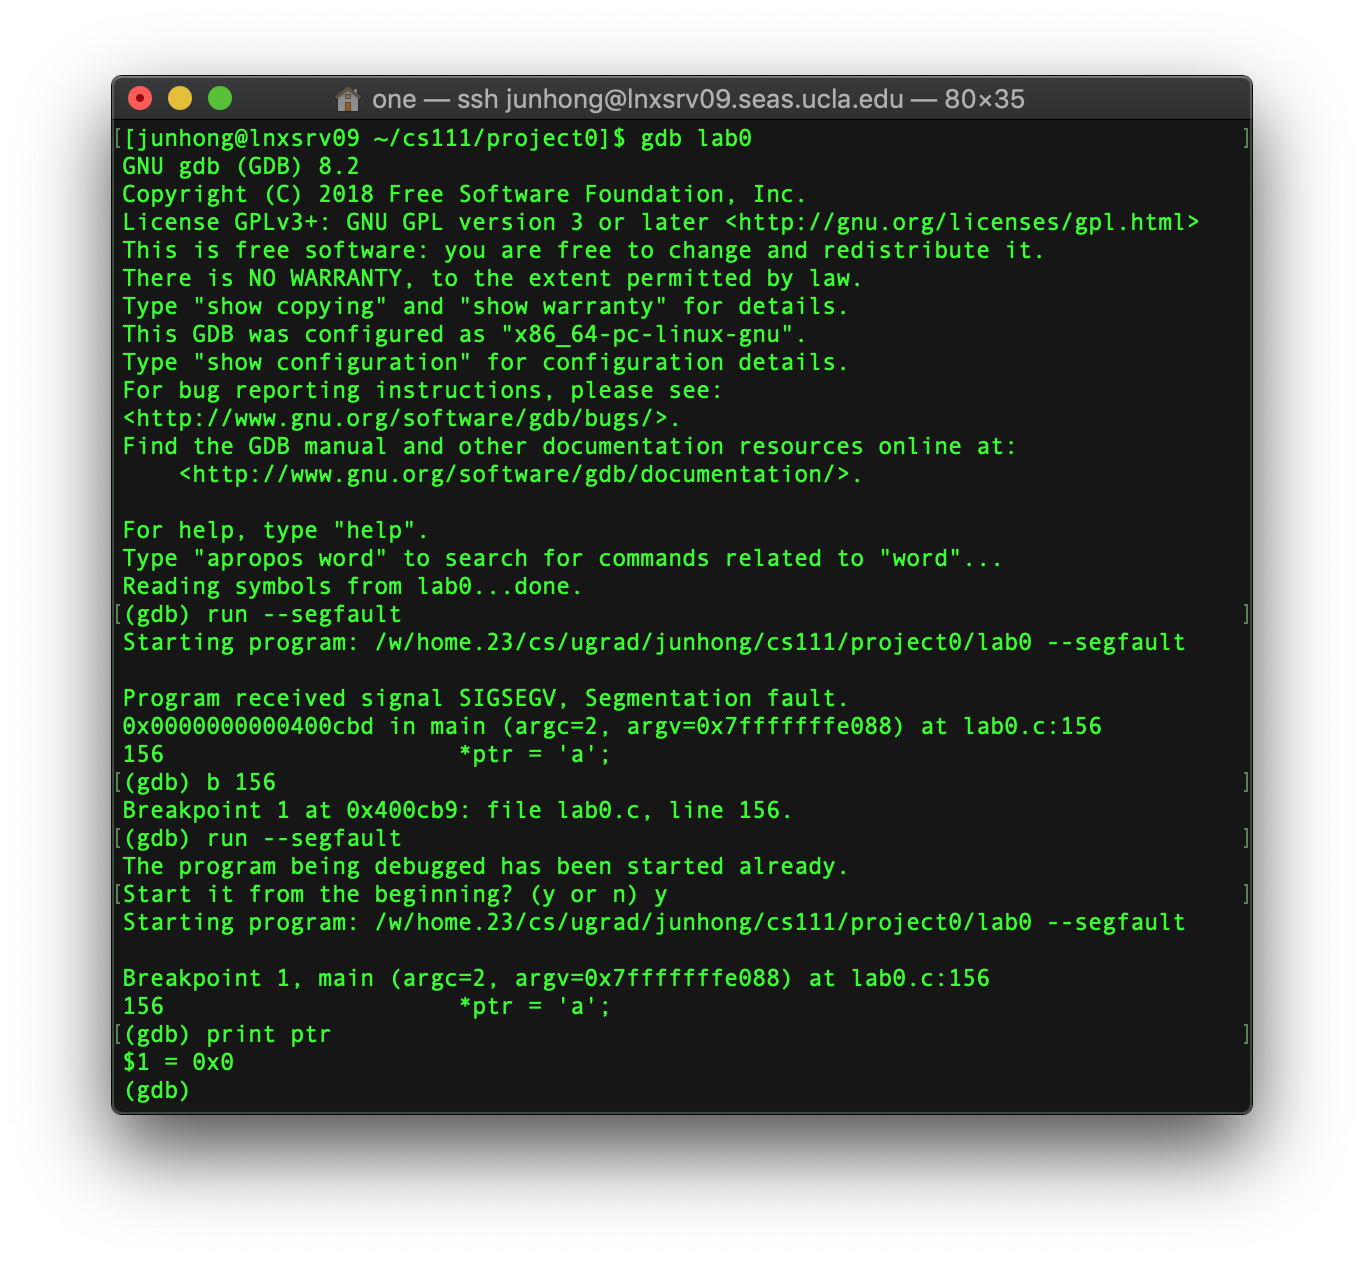 one — ssh junhong@lnxsrv09.seas.ucla.edu — 80×35
[[junhong@lnxsrv09 ~/cs111/project0]$ gdb lab0 ]
GNU gdb (GDB) 8.2
Copyright (C) 2018 Free Software Foundation, Inc.
License GPLv3+: GNU GPL version 3 or later <http://gnu.org/licenses/gpl.html>
This is free software: you are free to change and redistribute it.
There is NO WARRANTY, to the extent permitted by law.
Type "show copying" and "show warranty" for details.
This GDB was configured as "x86_64-pc-linux-gnu".
Type "show configuration" for configuration details.
For bug reporting instructions, please see:
<http://www.gnu.org/software/gdb/bugs/>.
Find the GDB manual and other documentation resources online at:
    <http://www.gnu.org/software/gdb/documentation/>.

For help, type "help".
Type "apropos word" to search for commands related to "word"...
Reading symbols from lab0...done.
[(gdb) run --segfault ]
Starting program: /w/home.23/cs/ugrad/junhong/cs111/project0/lab0 --segfault

Program received signal SIGSEGV, Segmentation fault.
0x0000000000400cbd in main (argc=2, argv=0x7fffffffe088) at lab0.c:156
156                     *ptr = 'a';
[(gdb) b 156 ]
Breakpoint 1 at 0x400cb9: file lab0.c, line 156.
[(gdb) run --segfault ]
The program being debugged has been started already.
[Start it from the beginning? (y or n) y ]
Starting program: /w/home.23/cs/ugrad/junhong/cs111/project0/lab0 --segfault

Breakpoint 1, main (argc=2, argv=0x7fffffffe088) at lab0.c:156
156                     *ptr = 'a';
[(gdb) print ptr ]
$1 = 0x0
(gdb)